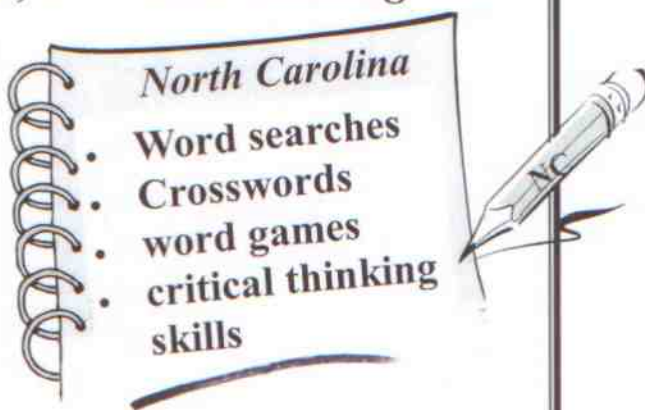 North Carolina
. Word searches
. Crosswords
. word games
. critical thinking
skills
NC